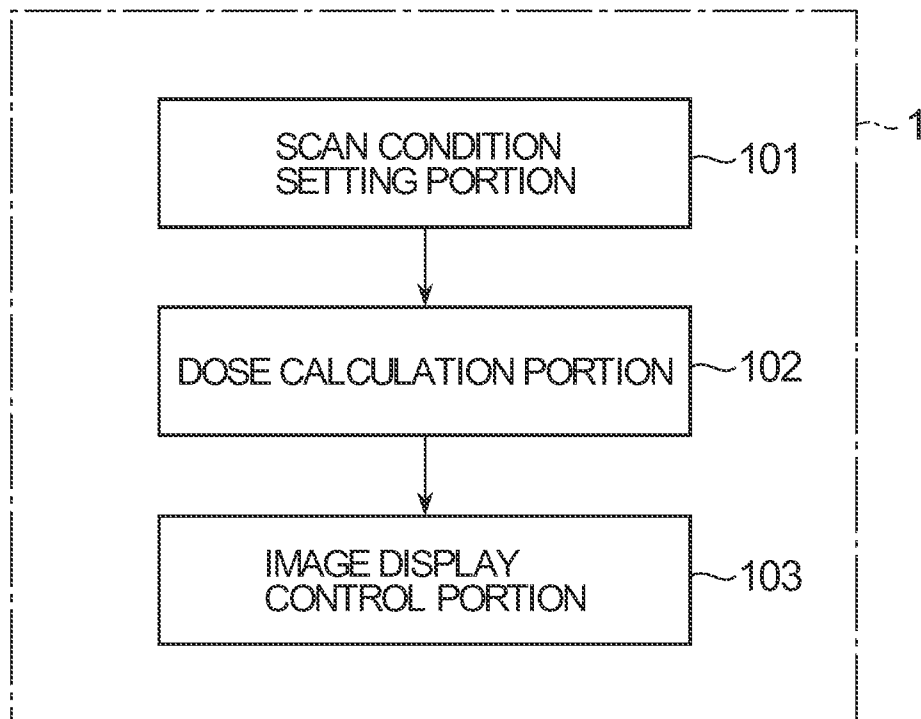 1
SCAN CONDITION
SETTING PORTION
101
DOSE CALCULATION PORTION
102
IMAGE DISPLAY
CONTROL PORTION
103